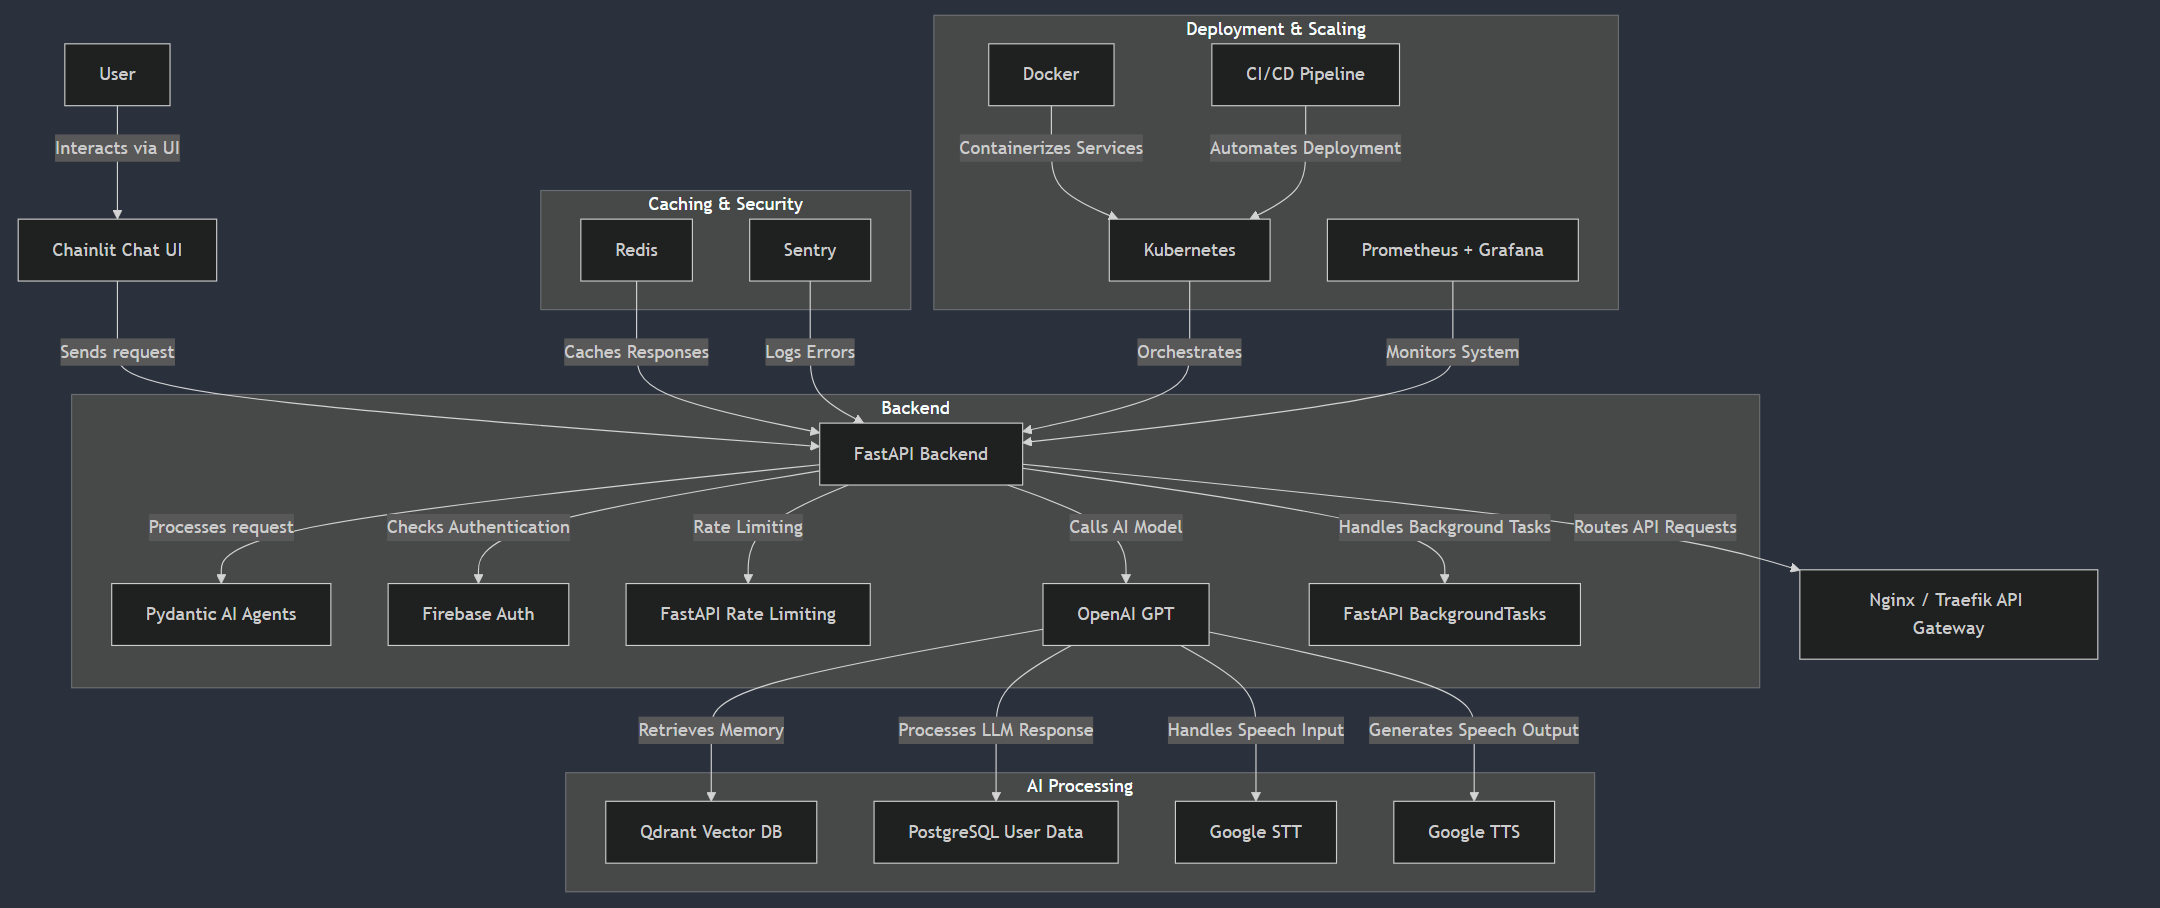 Deployment & Scaling
User
Docker
CI/CD Pipeline
Interacts via UI
Containerizes Services
Automates Deployment
Caching & Security
Chainlit Chat UI
Redis
Sentry
Kubernetes
Prometheus + Grafana
Sends request
Caches Responses
Logs Errors
Orchestrates
Monitors System
Backend
FastAPI Backend
Processes request
Checks Authentication
Rate Limiting
Calls AI Model
Handles Background Tasks
Routes API Requests
Pydantic AI Agents
Firebase Auth
FastAPI Rate Limiting
OpenAI GPT
FastAPI BackgroundTasks
Nginx / Traefik API
Gateway
Retrieves Memory
Processes LLM Response
Handles Speech Input
Generates Speech Output
AI Processing
Qdrant Vector DB
PostgreSQL User Data
Google STT
Google TTS